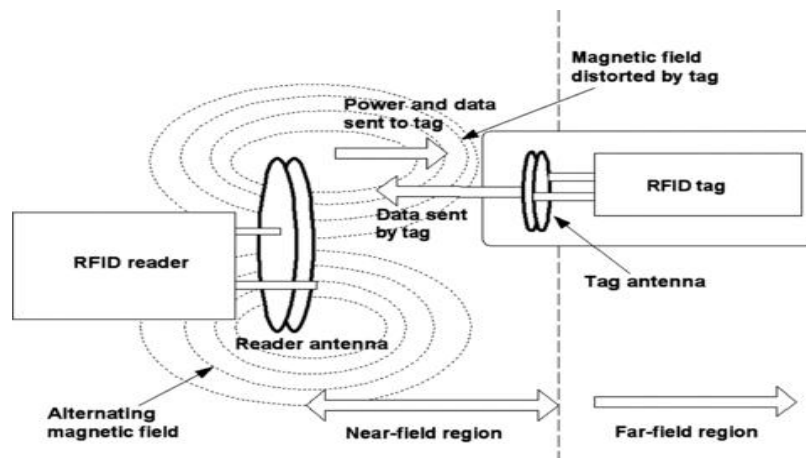 Magnetic field
distorted by tag
Power and data
sent to tag
RFID tag
Data sent
by tag
RFID reader
Tag antenna
Reader antenna
Alternating
magnetic field
Near-field region
Far-field region